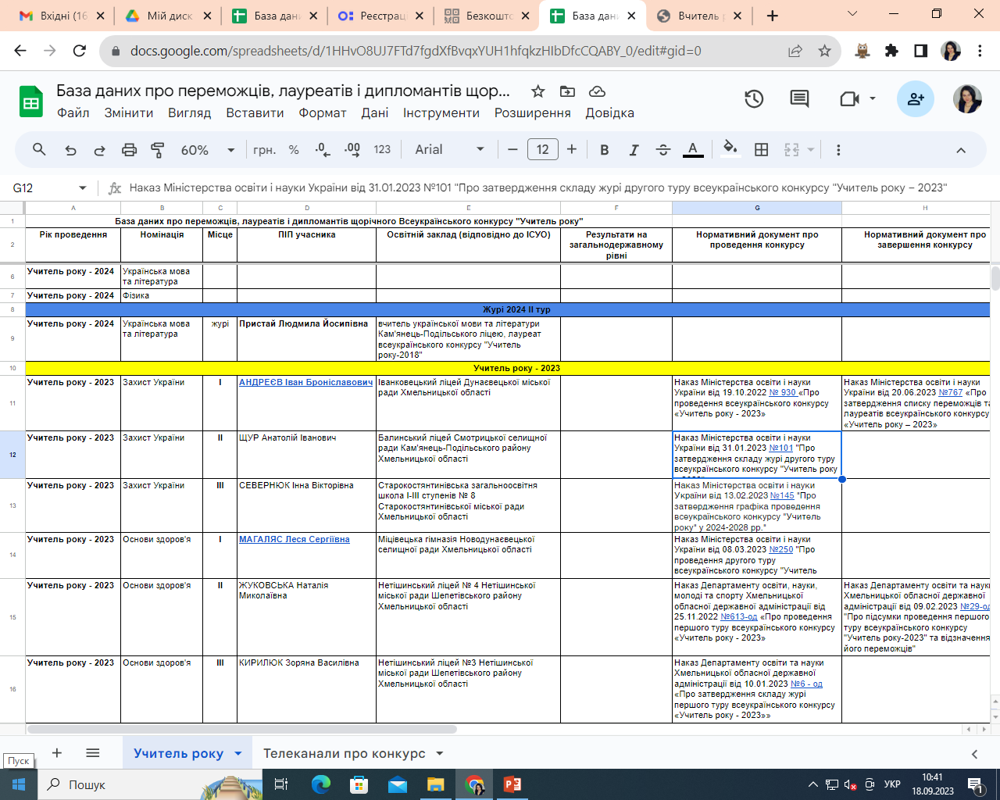 Вхідні (16
Мій диск
База дани
Реєстрац
Безкошто
База дани
Вчитель р
docs.google.com/spreadsheets/d/1HHvO8UJ7FTd7fgdXfBvqxYUH1hfqkzHIbDfcCQABY_0/edit#gid=0
База даних про переможців, лауреатів і дипломантів щор...
Файл Змінити Вигляд Вставити Формат Дані Інструменти Розширення Довідка
60% грн. % .0 .00 123 Arial 12 B I S A
G12 fx Наказ Міністерства освіти і науки України від 31.01.2023 №101 "Про затвердження складу журі другого туру всеукраїнського конкурсу "Учитель року – 2023"
A B C D E F G H
1 База даних про переможців, лауреатів і дипломантів щорічного Всеукраїнського конкурсу "Учитель року"
2
Рік проведення
Номінація
Місце
ПІП учасника
Освітній заклад (відповідно до ІСУО)
Результати на
загальнодержавному
рівні
Нормативний документ про
проведення конкурсу
Нормативний документ про
завершення конкурсу
6
Учитель року - 2024
Українська мова
та література
7
Учитель року - 2024
Фізика
8
Журі 2024 ІІ тур
9
Учитель року - 2024
Українська мова
та література
журі
Пристай Людмила Йосипівна
вчитель української мови та літератури
Кам'янець-Подільського ліцею, лауреат
всеукраїнського конкурсу "Учитель
року-2018"
10
Учитель року - 2023
11
Учитель року - 2023
Захист України
І
АНДРЕЄВ Іван Броніславович
Іванковецький ліцей Дунаєвецької міської
ради Хмельницької області
Наказ Міністерства освіти і науки
України від 19.10.2022 № 930 «Про
проведення всеукраїнського конкурсу
«Учитель року - 2023»
Наказ Міністерства освіти і науки
України від 20.06.2023 №767 «Про
затвердження списку переможців та
лауреатів всеукраїнського конкурсу
«Учитель року – 2023»
12
Учитель року - 2023
Захист України
ІІ
ЩУР Анатолій Іванович
Балинський ліцей Смотрицької селищної
ради Кам'янець-Подільського району
Хмельницької області
Наказ Міністерства освіти і науки
України від 31.01.2023 №101 "Про
затвердження складу журі другого туру
всеукраїнського конкурсу "Учитель року
13
Учитель року - 2023
Захист України
ІІІ
СЕВЕРНЮК Інна Вікторівна
Старокостянтинівська загальноосвітня
школа І-ІІІ ступенів № 8
Старокостянтинівської міської ради
Хмельницької області
Наказ Міністерства освіти і науки
України від 13.02.2023 №145 "Про
затвердження графіка проведення
всеукраїнського конкурсу "Учитель
року" у 2024-2028 рр."
14
Учитель року - 2023
Основи здоров'я
І
МАГАЛЯС Леся Сергіївна
Міцівецька гімназія Новодунаєвецької
селищної ради Хмельницької області
Наказ Міністерства освіти і науки
України від 08.03.2023 №250 "Про
проведення другого туру
всеукраїнського конкурсу "Учитель
15
Учитель року - 2023
Основи здоров'я
ІІ
ЖУКОВСЬКА Наталія
Миколаївна
Нетішинський ліцей № 4 Нетішинської
міської ради Шепетівського району
Хмельницької області
Наказ Департаменту освіти, науки,
молоді та спорту Хмельницької
обласної державної адміністрації від
25.11.2022 №613-од «Про проведення
першого туру всеукраїнського конкурсу
«Учитель року - 2023»
Наказ Департаменту освіти та науки
Хмельницької обласної державної
адміністрації від 09.02.2023 №29-од
"Про підсумки проведення першого
туру всеукраїнського конкурсу
"Учитель року-2023" та відзначення
його переможців"
16
Учитель року - 2023
Основи здоров'я
ІІІ
КИРИЛЮК Зоряна Василівна
Нетішинський ліцей №3 Нетішинської
міської ради Шепетівського району
Хмельницької області
Наказ Департаменту освіти та науки
Хмельницької обласної державної
адміністрації від 10.01.2023 №6 - од
«Про затвердження складу журі
першого туру всеукраїнського конкурсу
«Учитель року - 2023»»
Учитель року
Телеканали про конкурс
Пуск
Пошук
УКР
10:41
18.09.2023
1